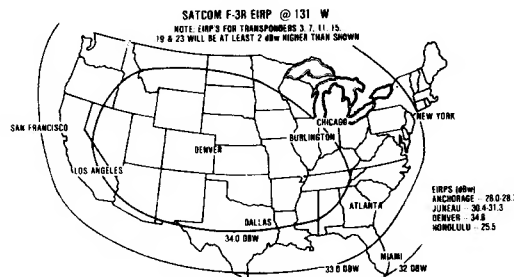 SATCOM F-3R EIRP @ 131 W
NOTE: EIRP'S FOR TRANSPONDERS 3, 7, 11, 15,
19 & 23 WILL BE AT LEAST 2 dBw HIGHER THAN SHOWN
SAN FRANCISCO
NEW YORK
CHICAGO
BURLINGTON
DENVER
LOS ANGELES
ATLANTA
DALLAS
MIAMI
34.0 DBW
33.0 DBW
32 DBW
EIRPS (dBw)
ANCHORAGE - 26.0-28.
JUNEAU - 30.4-31.3
DENVER - 34.8
HONOLULU - 25.5